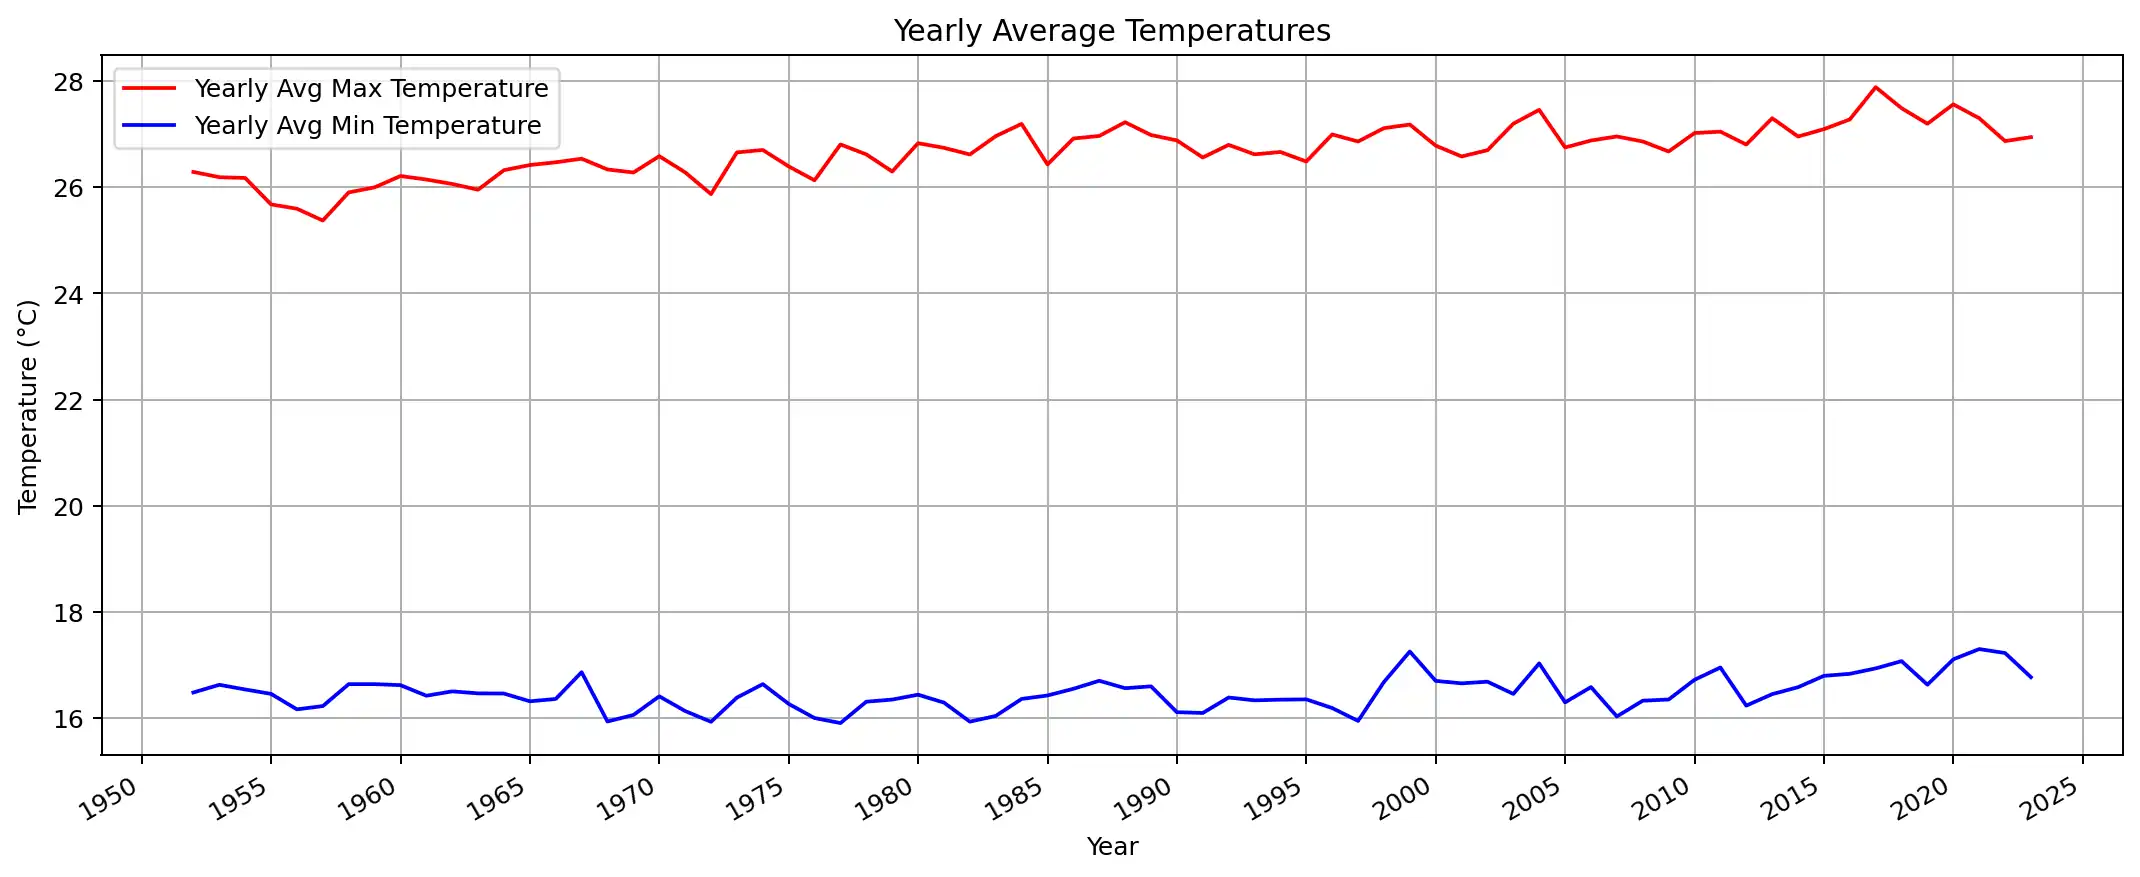 Yearly Average Temperatures
Yearly Avg Max Temperature
Yearly Avg Min Temperature
Temperature (°C)
28
26
24
22
20
18
16
1950 1955 1960 1965 1970 1975 1980 1985 1990 1995 2000 2005 2010 2015 2020 2025
Year